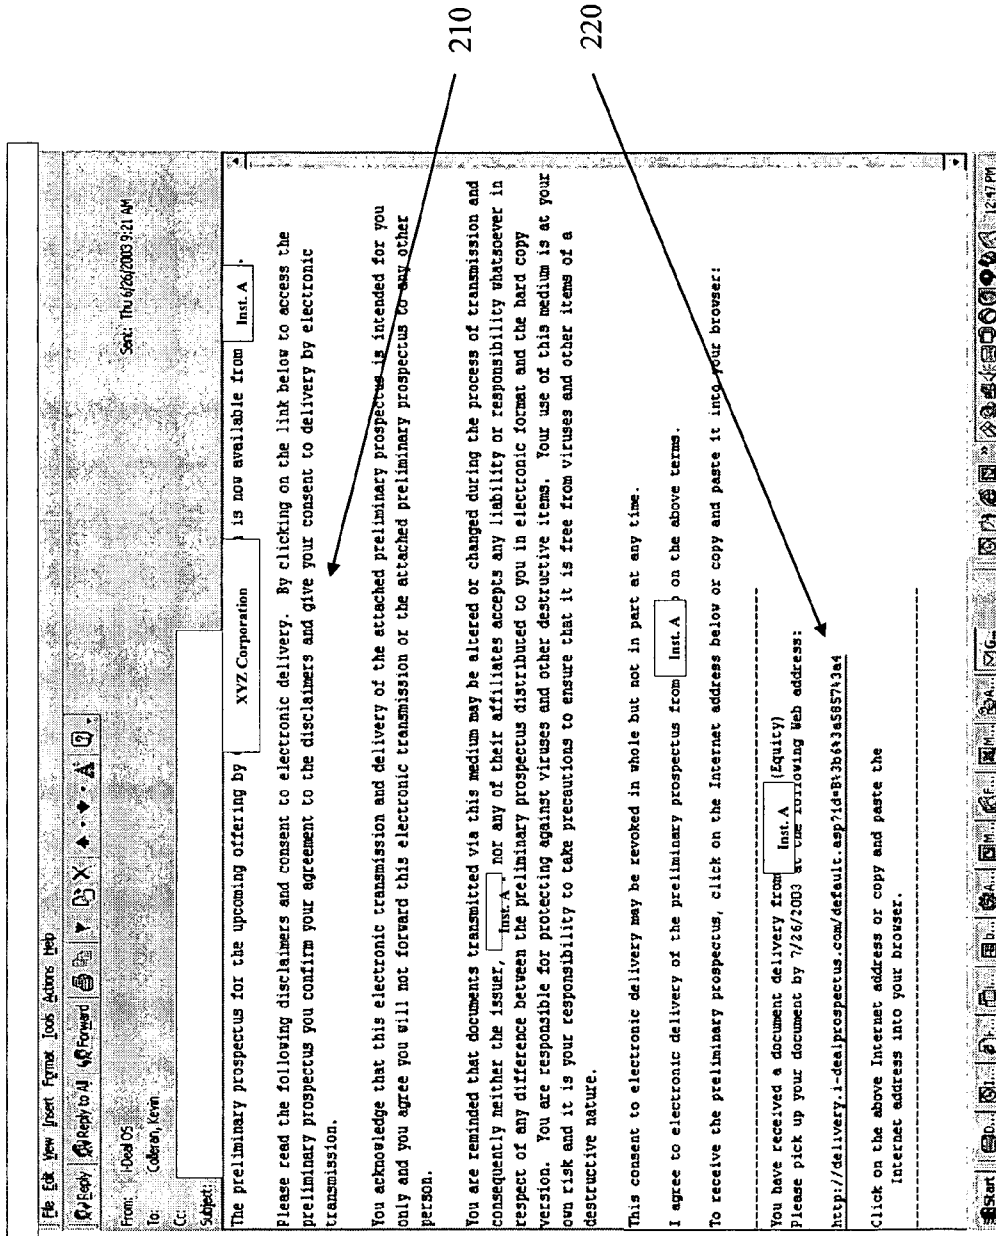 210
220
File Edit View Insert Format Tools Actions Help
Reply Reply to All Forward
From: i-Deal OS
Sent: Thu 6/26/2003 9:21 AM
To: Colleran, Kevin
Cc:
Subject:
The preliminary prospectus for the upcoming offering by XYZ Corporation is now available from Inst. A .
Please read the following disclaimers and consent to electronic delivery. By clicking on the link below to access the
preliminary prospectus you confirm your agreement to the disclaimers and give your consent to delivery by electronic
transmission.
You acknowledge that this electronic transmission and delivery of the attached preliminary prospectus is intended for you
only and you agree you will not forward this electronic transmission or the attached preliminary prospectus to any other
person.
You are reminded that documents transmitted via this medium may be altered or changed during the process of transmission and
consequently neither the issuer, Inst. A , nor any of their affiliates accepts any liability or responsibility whatsoever in
respect of any difference between the preliminary prospectus distributed to you in electronic format and the hard copy
version. You are responsible for protecting against viruses and other destructive items. Your use of this medium is at your
own risk and it is your responsibility to take precautions to ensure that it is free from viruses and other items of a
destructive nature.
This consent to electronic delivery may be revoked in whole but not in part at any time.
I agree to electronic delivery of the preliminary prospectus from Inst. A on the above terms.
To receive the preliminary prospectus, click on the Internet address below or copy and paste it into your browser:
You have received a document delivery from Inst. A (Equity)
Please pick up your document by 7/26/2003 at the following Web address:
http://delivery.i-dealprospectus.com/default.asp?id=B%3b6%3a5857%3a4
Click on the above Internet address or copy and paste the
Internet address into your browser.
Start
12:47 PM